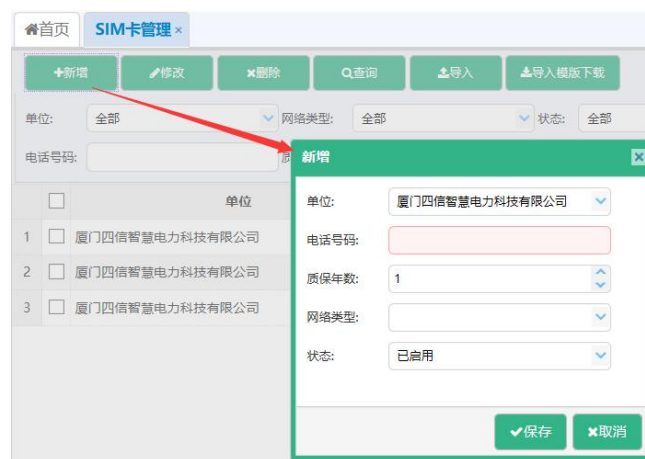 首页 SIM卡管理 ×
+新增 修改 ×删除 查询 导入 导入模版下载
单位: 全部 网络类型: 全部 状态: 全部
电话号码:
新增 ×
单位
1 厦门四信智慧电力科技有限公司
2 厦门四信智慧电力科技有限公司
3 厦门四信智慧电力科技有限公司
单位: 厦门四信智慧电力科技有限公司
电话号码:
质保年数: 1
网络类型:
状态: 已启用
保存 ×取消